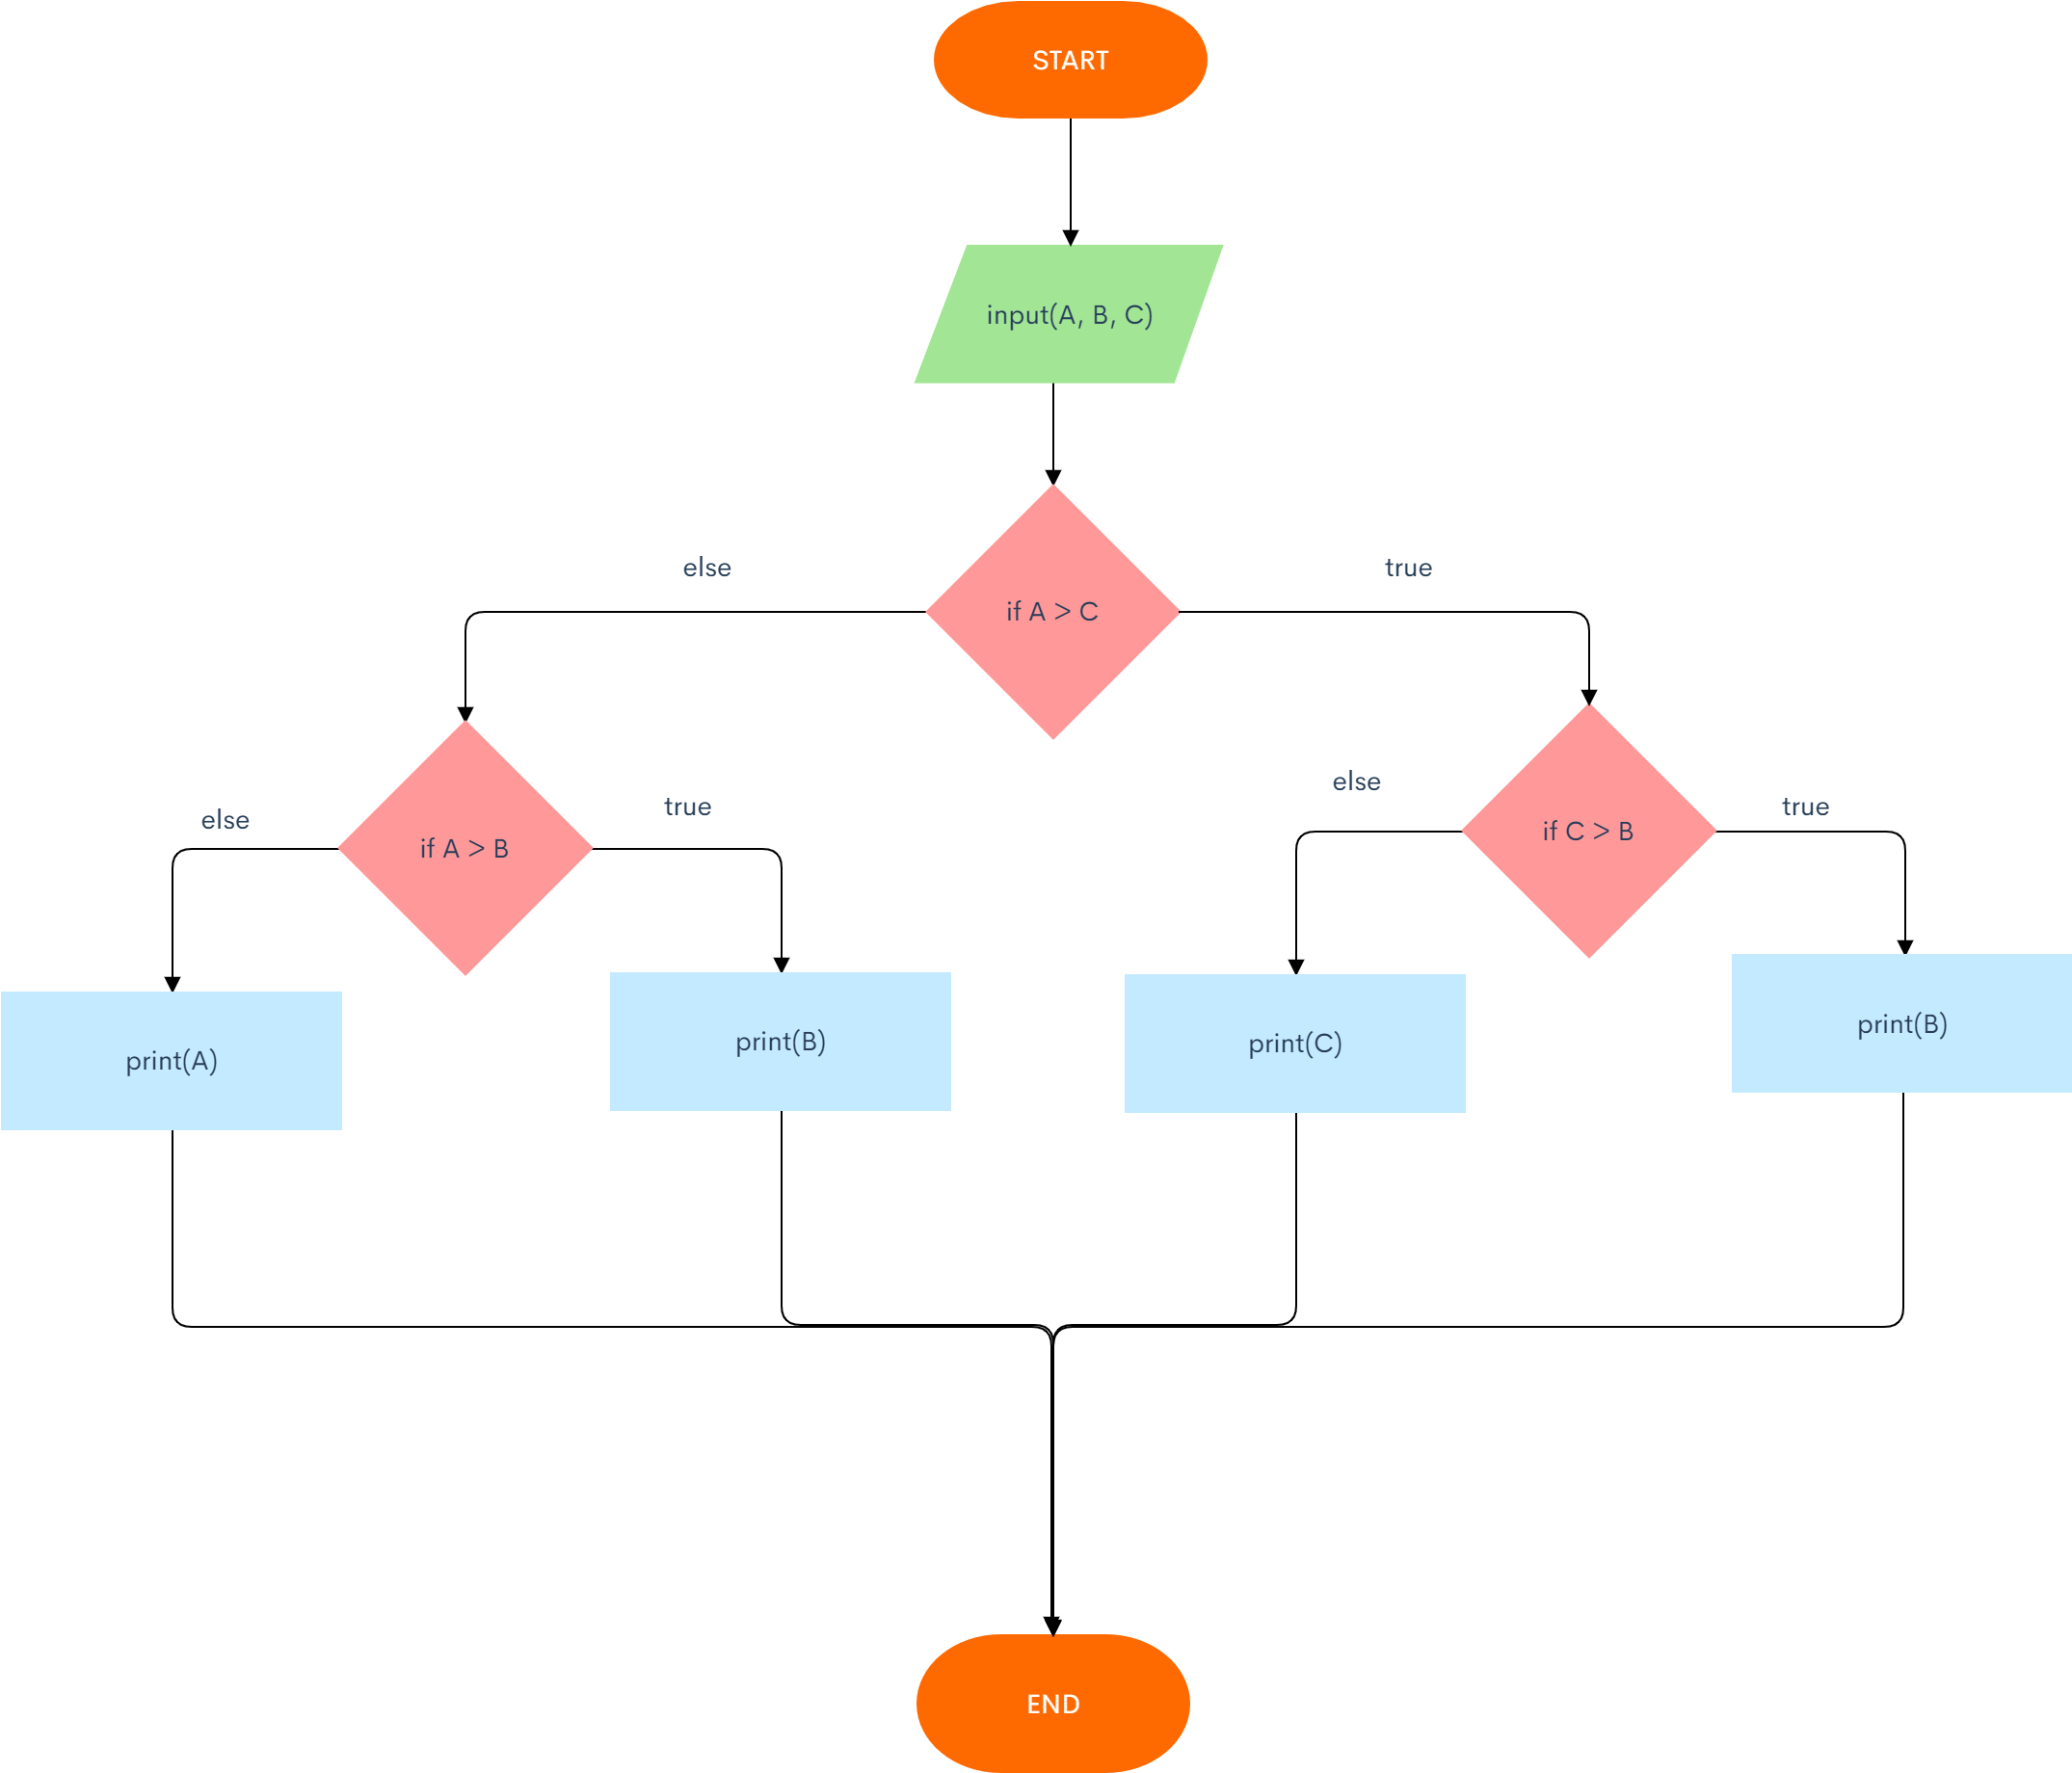 START
input(A, B, C)
if A > C
else
true
if A > B
else
true
if C > B
else
true
print(A)
print(B)
print(C)
print(B)
END